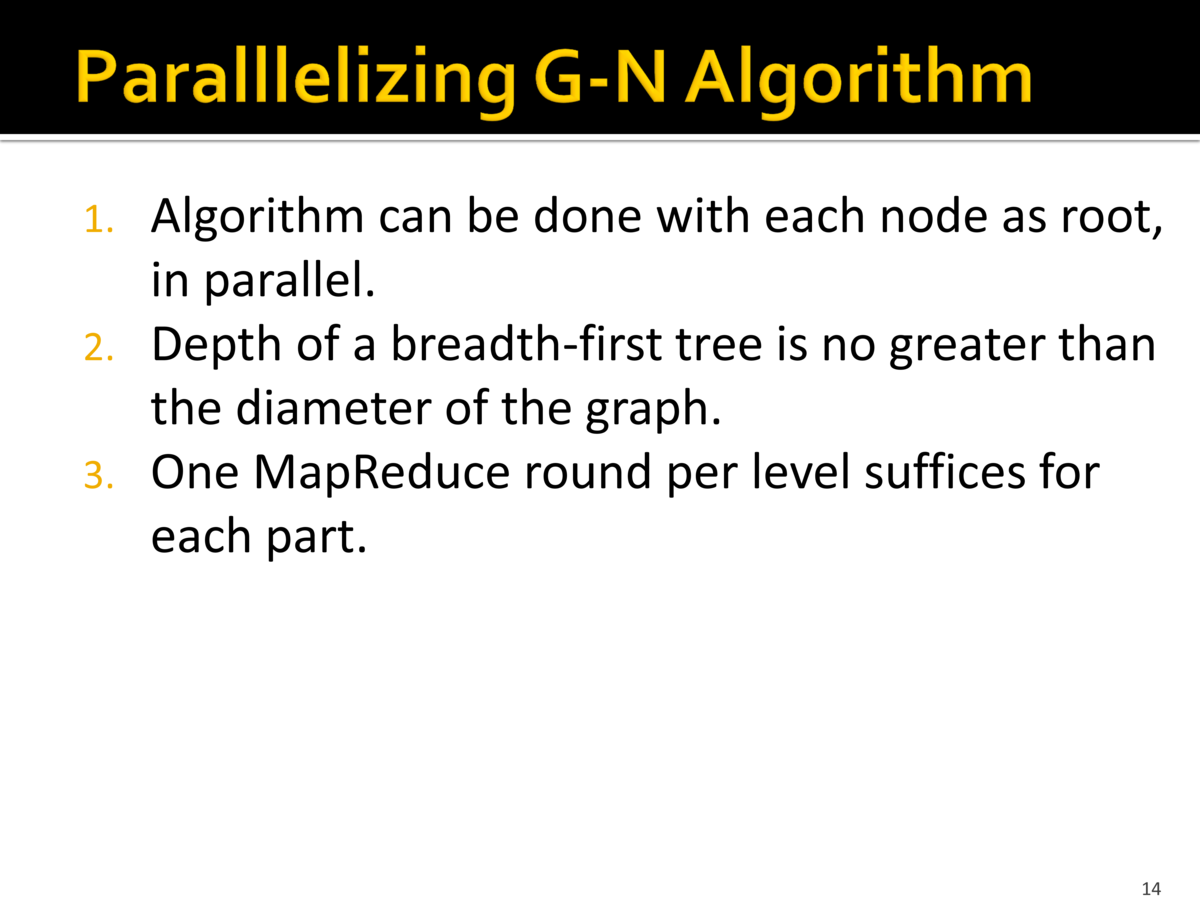 Paralllelizing G-N Algorithm
1. Algorithm can be done with each node as root,
in parallel.
2. Depth of a breadth-first tree is no greater than
the diameter of the graph.
3. One MapReduce round per level suffices for
each part.
14